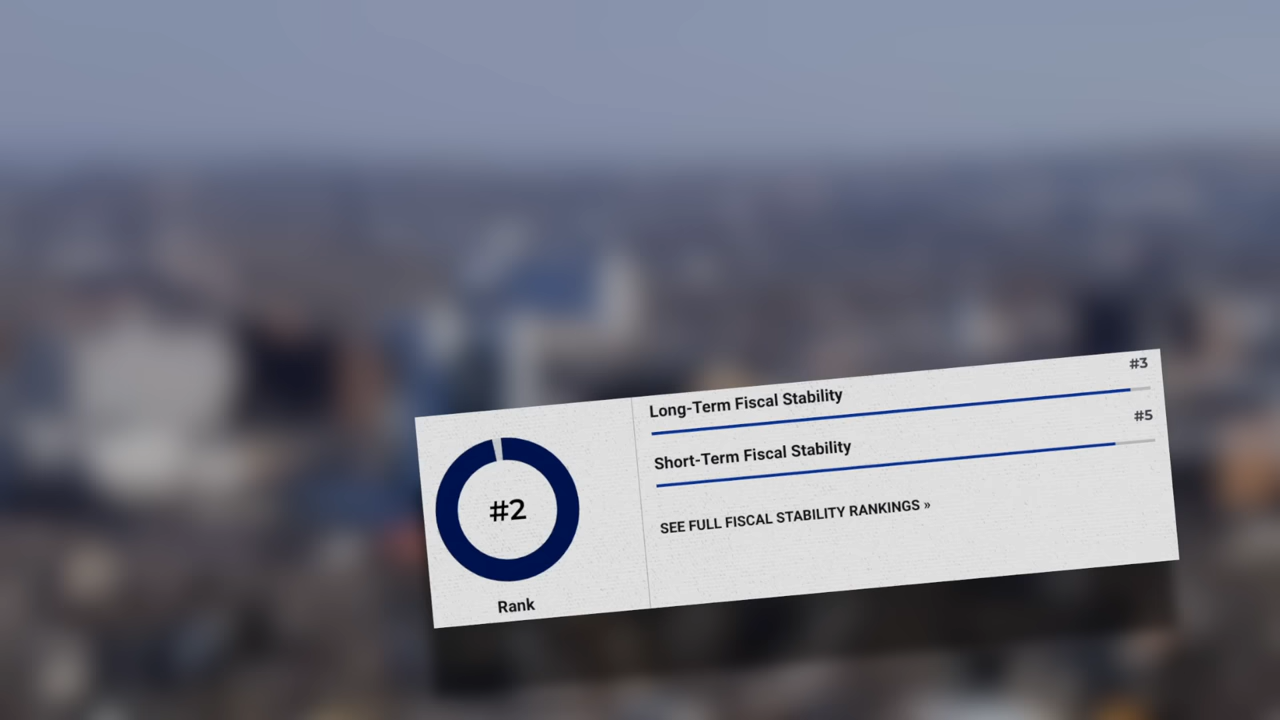 #2
Rank
Long-Term Fiscal Stability
#3
Short-Term Fiscal Stability
#5
SEE FULL FISCAL STABILITY RANKINGS »